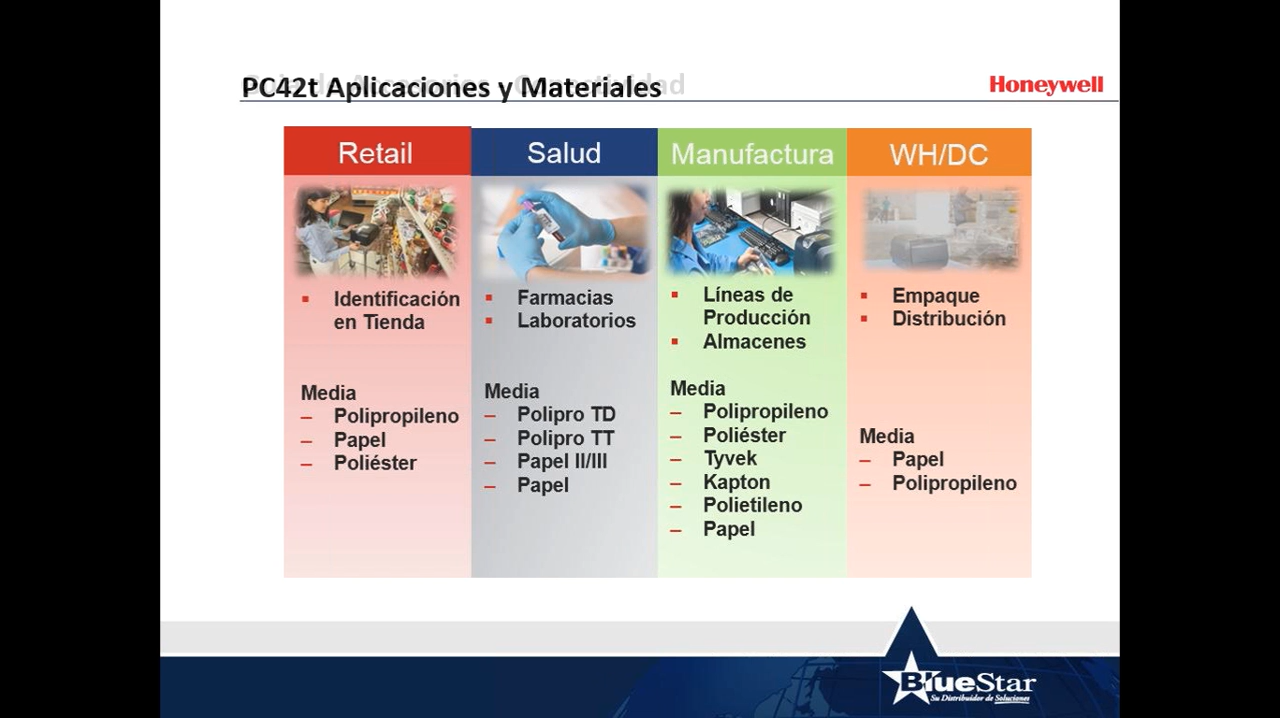 PC42t Aplicaciones y Materiales
Honeywell
Retail
Identificación
en Tienda
Media
– Polipropileno
– Papel
– Poliéster
Salud
Farmacias
Laboratorios
Media
– Polipro TD
– Polipro TT
– Papel II/III
– Papel
Manufactura
Líneas de
Producción
Almacenes
Media
– Polipropileno
– Poliéster
– Tyvek
– Kapton
– Polietileno
– Papel
WH/DC
Empaque
Distribución
Media
– Papel
– Polipropileno
BlueStar
Su Distribuidor de Soluciones